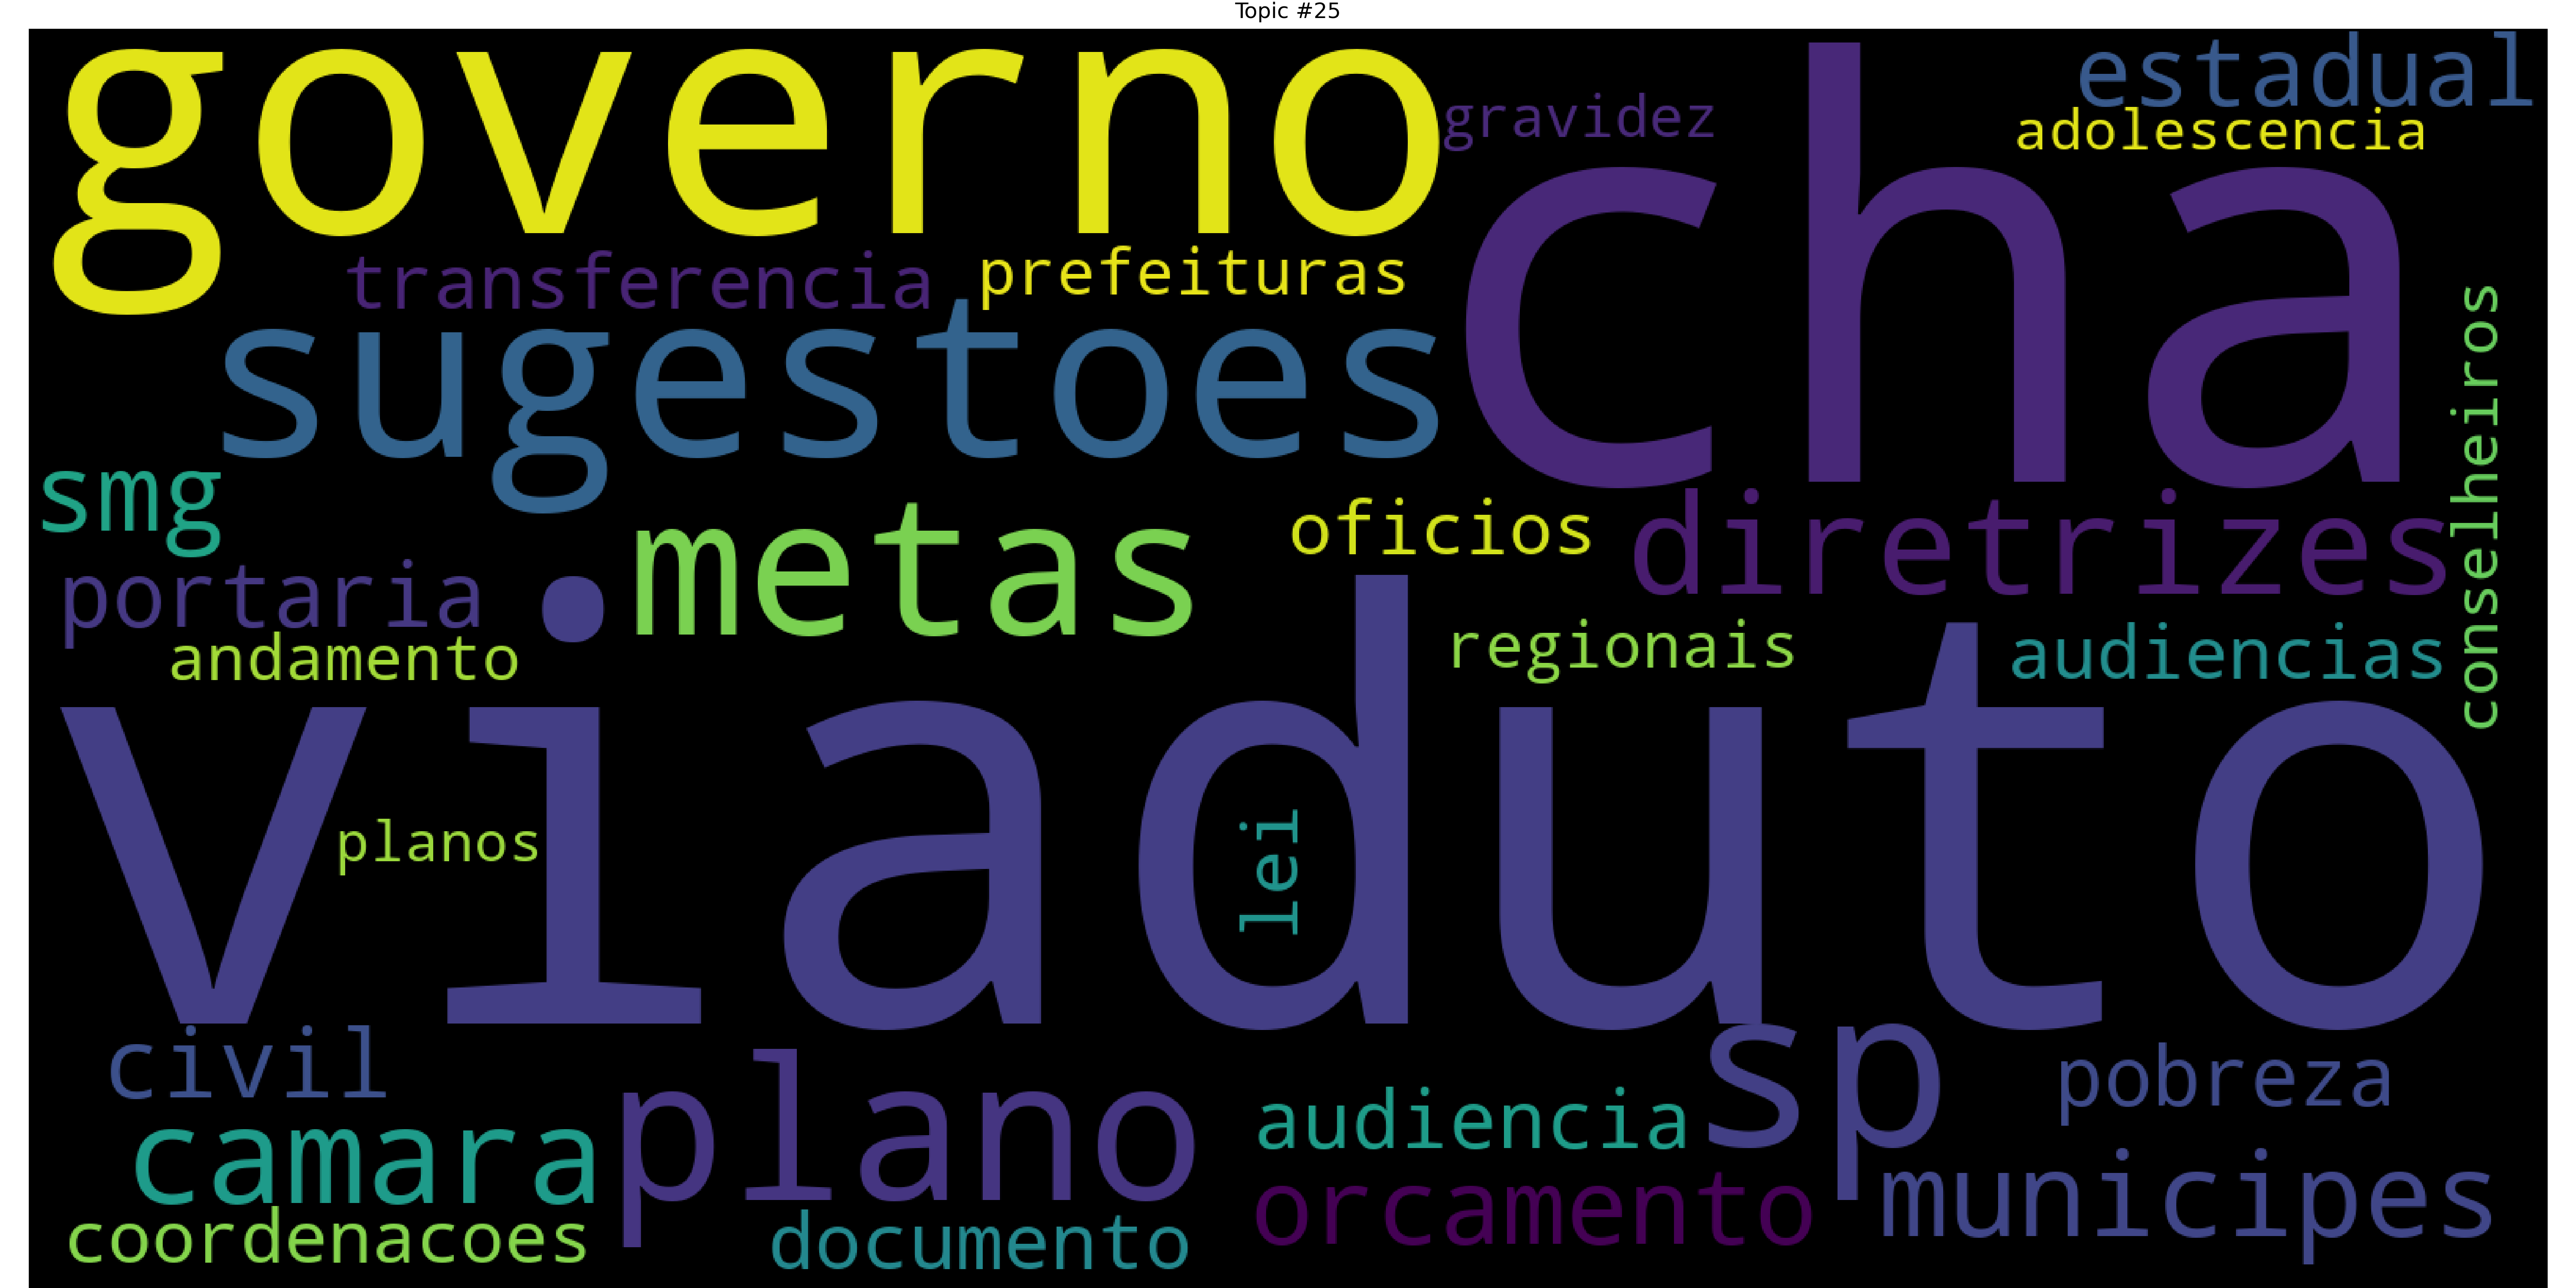 Topic #25
governo
cha
estadual
gravidez
adolescencia
transferencia
prefeituras
sugestoes
conselheiros
smg
metas
oficios
diretrizes
portaria
andamento
regionais
audiencias
viaduto
planos
lei
civil
plano
sp
pobreza
camara
audiencia
municipes
orcamento
coordenacoes
documento